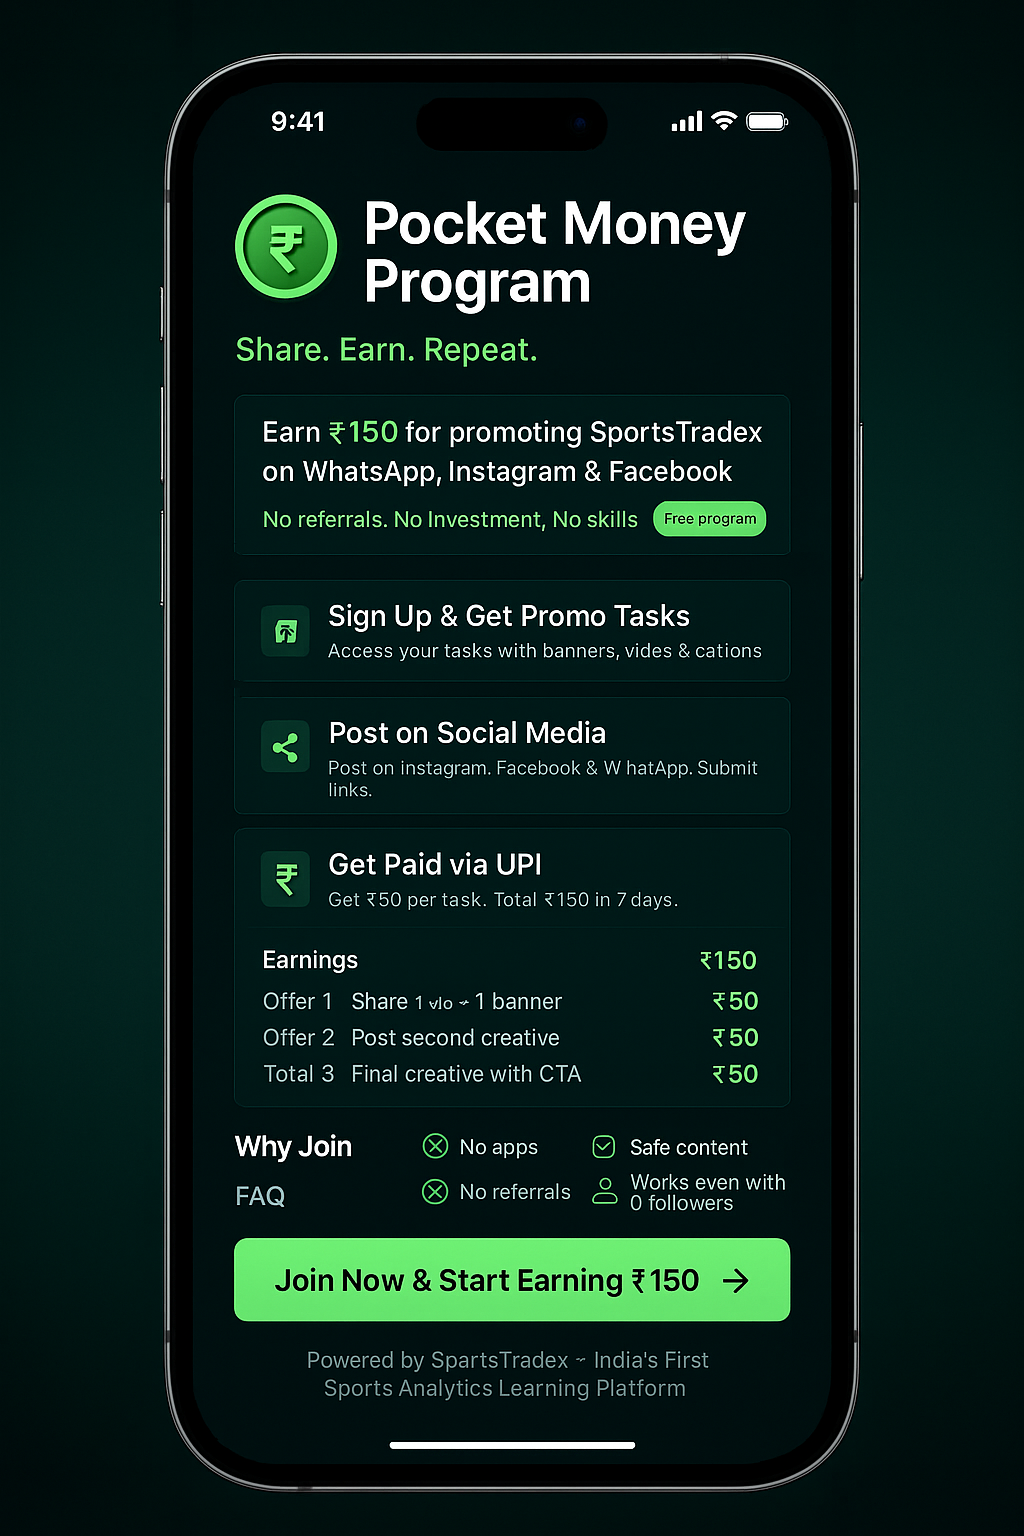 9:41
Pocket Money
Program
Share. Earn. Repeat.
Earn ₹150 for promoting SportsTradex
on WhatsApp, Instagram & Facebook
No referrals. No Investment, No skills Free program
Sign Up & Get Promo Tasks
Access your tasks with banners, vides & cations
Post on Social Media
Post on instagram. Facebook & W hatApp. Submit
links.
Get Paid via UPI
Get ₹50 per task. Total ₹150 in 7 days.
Earnings ₹150
Offer 1 Share 1 1 banner ₹50
Offer 2 Post second creative ₹50
Total 3 Final creative with CTA ₹50
Why Join No apps Safe content
FAQ No referrals Works even with
0 followers
Join Now & Start Earning ₹150 →
Powered by SpartsTradex ~ India's First
Sports Analytics Learning Platform